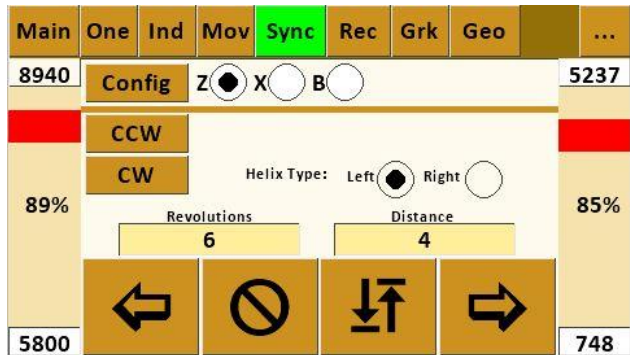 Main One Ind Mov Sync Rec Grk Geo ...
8940 Config Z X B 5237
CCW
CW Helix Type: Left Right
89% 85%
Revolutions Distance
6 4
5800 748